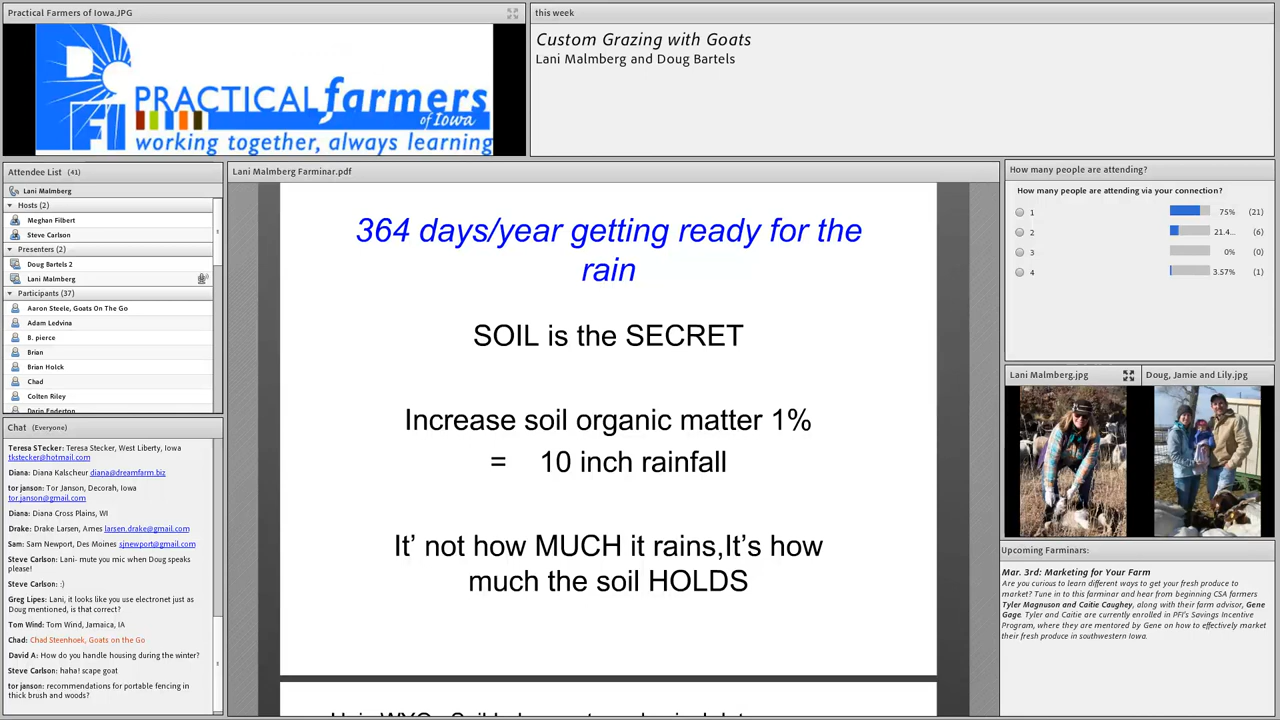 Practical Farmers of Iowa.JPG
PFI
PRACTICAL farmers
of Iowa
working together, always learning
this week
Custom Grazing with Goats
Lani Malmberg and Doug Bartels
Attendee List (41)
Lani Malmberg
Hosts (2)
Meghan Filbert
Steve Carlson
Presenters (2)
Doug Bartels 2
Lani Malmberg
Participants (37)
Aaron Steele, Goats On The Go
Adam Ledvina
B. pierce
Brian
Brian Holck
Chad
Colten Riley
Darin Enderton
Chat (Everyone)
Teresa STecker: Teresa Stecker, West Liberty, Iowa
tkstecker@hotmail.com
Diana: Diana Kalscheur diana@dreamfarm.biz
tor janson: Tor Janson, Decorah, Iowa
tor.janson@gmail.com
Diana: Diana Cross Plains, WI
Drake: Drake Larsen, Ames larsen.drake@gmail.com
Sam: Sam Newport, Des Moines sjnewport@gmail.com
Steve Carlson: Lani- mute you mic when Doug speaks
please!
Steve Carlson: :)
Greg Lipes: Lani, it looks like you use electronet just as
Doug mentioned, is that correct?
Tom Wind: Tom Wind, Jamaica, IA
Chad: Chad Steenhoek, Goats on the Go
David A: How do you handle housing during the winter?
Steve Carlson: haha! scape goat
tor janson: recommendations for portable fencing in
thick brush and woods?
Lani Malmberg Farminar.pdf
364 days/year getting ready for the
rain
SOIL is the SECRET
Increase soil organic matter 1%
= 10 inch rainfall
It’ not how MUCH it rains,It’s how
much the soil HOLDS
How many people are attending?
How many people are attending via your connection?
1 75% (21)
2 21.4... (6)
3 0% (0)
4 3.57% (1)
Lani Malmberg.jpg
Doug, Jamie and Lily.jpg
Upcoming Farminars:
Mar. 3rd: Marketing for Your Farm
Are you curious to learn different ways to get your fresh produce to
market? Tune in to this farminar and hear from beginning CSA farmers
Tyler Magnuson and Caitie Caughey, along with their farm advisor, Gene
Gage. Tyler and Caitie are currently enrolled in PFI's Savings Incentive
Program, where they are mentored by Gene on how to effectively market
their fresh produce in southwestern Iowa.